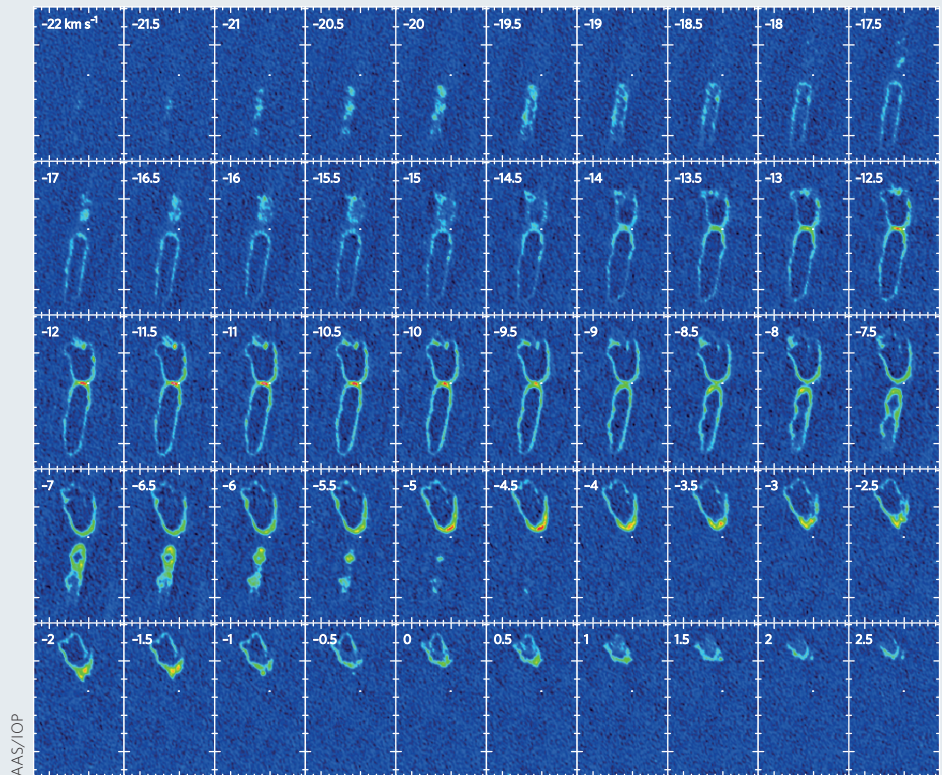 -22 km s⁻¹ -21.5 -21 -20.5 -20 -19.5 -19 -18.5 -18 -17.5
-17 -16.5 -16 -15.5 -15 -14.5 -14 -13.5 -13 -12.5
-12 -11.5 -11 -10.5 -10 -9.5 -9 -8.5 -8 -7.5
-7 -6.5 -6 -5.5 -5 -4.5 -4 -3.5 -3 -2.5
-2 -1.5 -1 -0.5 0 0.5 1 1.5 2 2.5
AAS/IOP